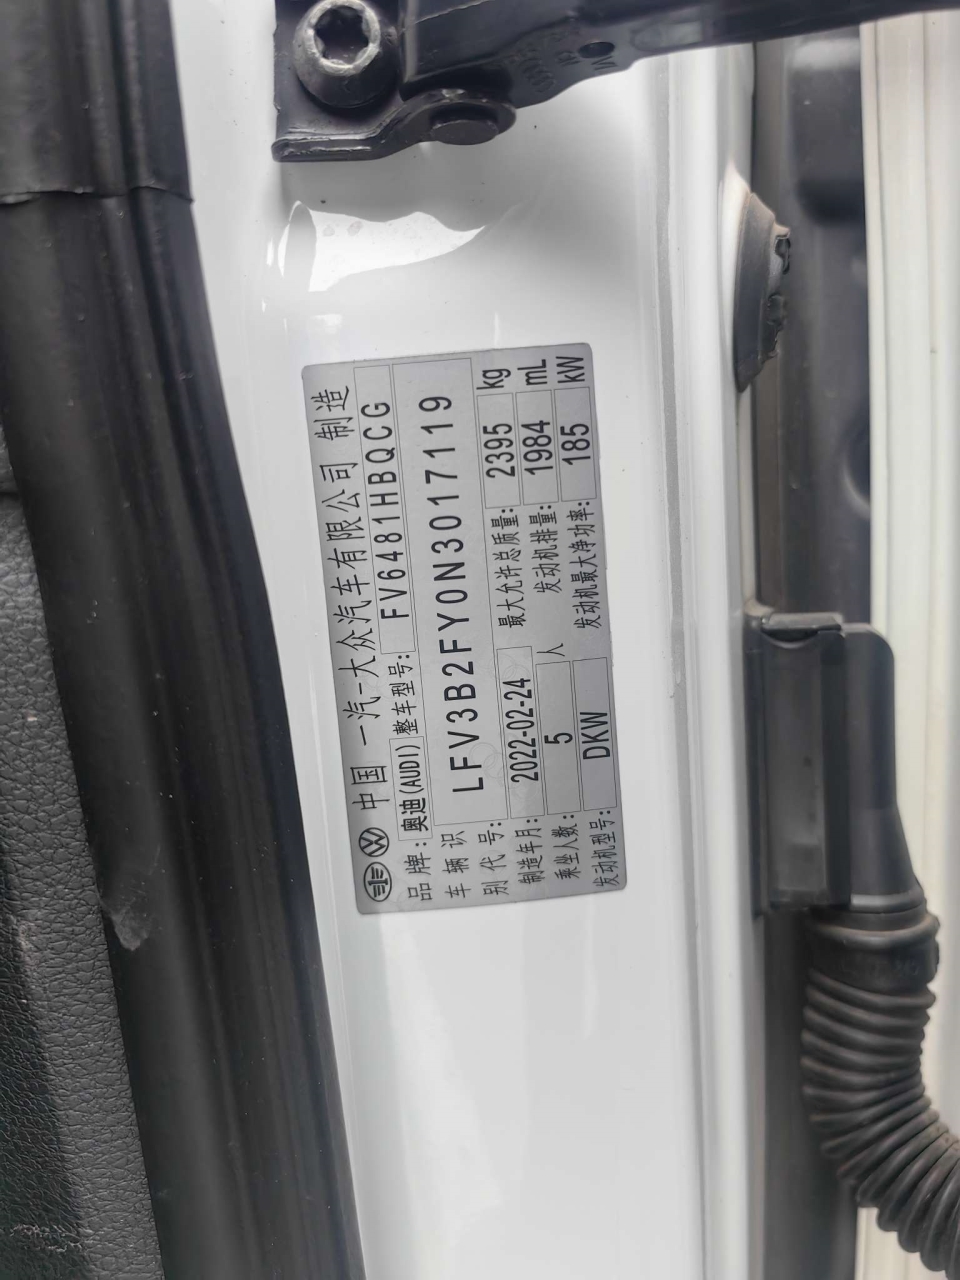 中国 一汽-大众汽车有限公司 制造
品牌: 奥迪(AUDI) 整车型号: FV6481HBQCG
车辆识别代号: LFV3B2FY0N3017119
制造年月: 2022-02-24 最大允许总质量: 2395 kg
乘坐人数: 5 人 发动机排量: 1984 mL
发动机型号: DKW 发动机最大净功率: 185 kW